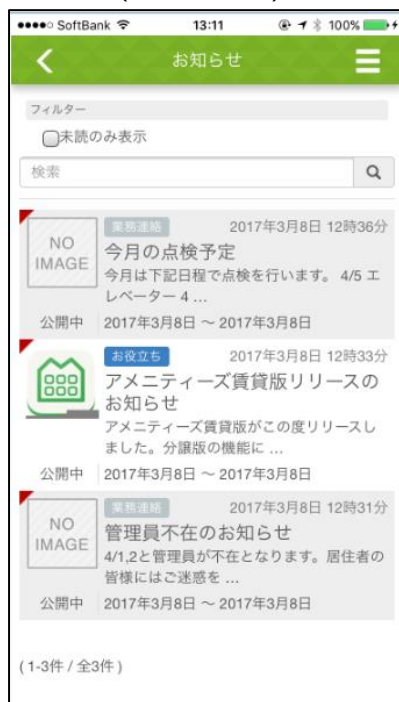 SoftBank 13:11 100%
お知らせ
フィルター
未読のみ表示
検索
業務連絡 2017年3月8日 12時36分
NO IMAGE
今月の点検予定
今月は下記日程で点検を行います。 4/5 エ
レベーター 4 ...
公開中 2017年3月8日 ～ 2017年3月8日
お役立ち 2017年3月8日 12時33分
アメニティーズ賃貸版リリースの
お知らせ
アメニティーズ賃貸版がこの度リリースし
ました。分譲版の機能に ...
公開中 2017年3月8日 ～ 2017年3月8日
業務連絡 2017年3月8日 12時31分
NO IMAGE
管理員不在のお知らせ
4/1,2と管理員が不在となります。居住者の
皆様にはご迷惑を ...
公開中 2017年3月8日 ～ 2017年3月8日
( 1-3件 / 全3件 )